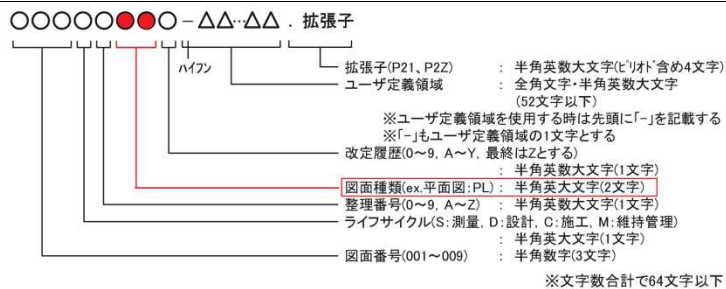 ○○○○○●●○-△△…△△.拡張子
ハイフン
拡張子(P21、P2Z) : 半角英数大文字(ピリオド含め4文字)
ユーザ定義領域 : 全角文字・半角英数大文字
(52文字以下)
※ユーザ定義領域を使用する時は先頭に「-」を記載する
※「-」もユーザ定義領域の1文字とする
改定履歴(0～9, A～Y, 最終はZとする)
: 半角英数大文字(1文字)
図面種類(ex.平面図:PL) : 半角英大文字(2文字)
整理番号(0～9, A～Z) : 半角英数大文字(1文字)
ライフサイクル(S:測量, D:設計, C:施工, M:維持管理)
: 半角英大文字(1文字)
図面番号(001～009) : 半角数字(3文字)
※文字数合計で64文字以下